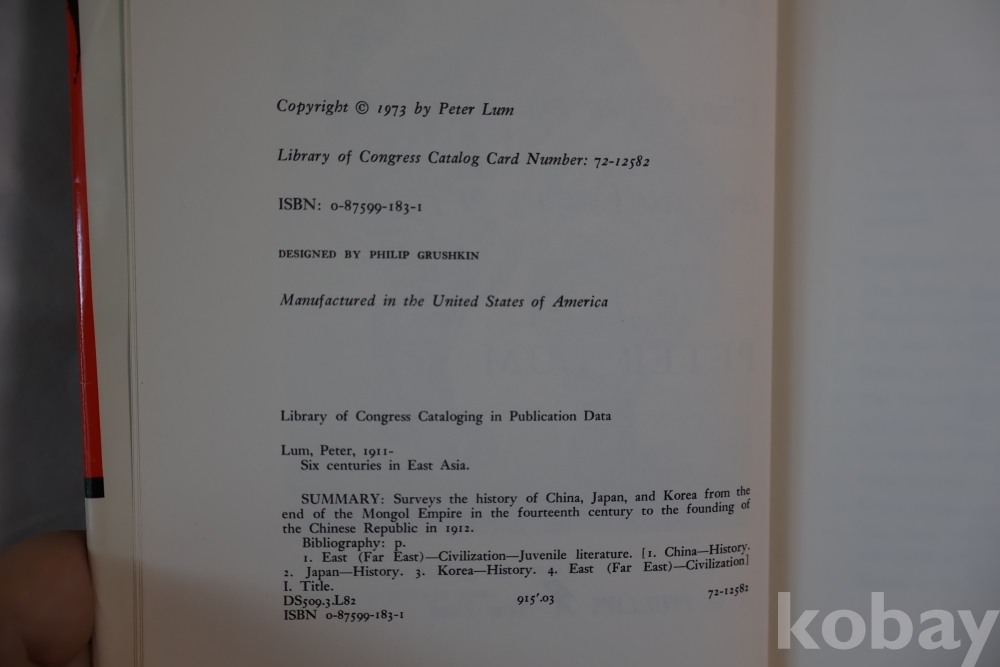 Copyright © 1973 by Peter Lum
Library of Congress Catalog Card Number: 72-12582
ISBN: 0-87599-183-1
DESIGNED BY PHILIP GRUSHKIN
Manufactured in the United States of America
Library of Congress Cataloging in Publication Data
Lum, Peter, 1911-
Six centuries in East Asia.
SUMMARY: Surveys the history of China, Japan, and Korea from the
end of the Mongol Empire in the fourteenth century to the founding of
the Chinese Republic in 1912.
Bibliography: p.
1. East (Far East)—Civilization—Juvenile literature. [1. China—History.
2. Japan—History. 3. Korea—History. 4. East (Far East)—Civilization]
I. Title.
DS509.3.L82 915'.03 72-12582
ISBN 0-87599-183-1
kobay